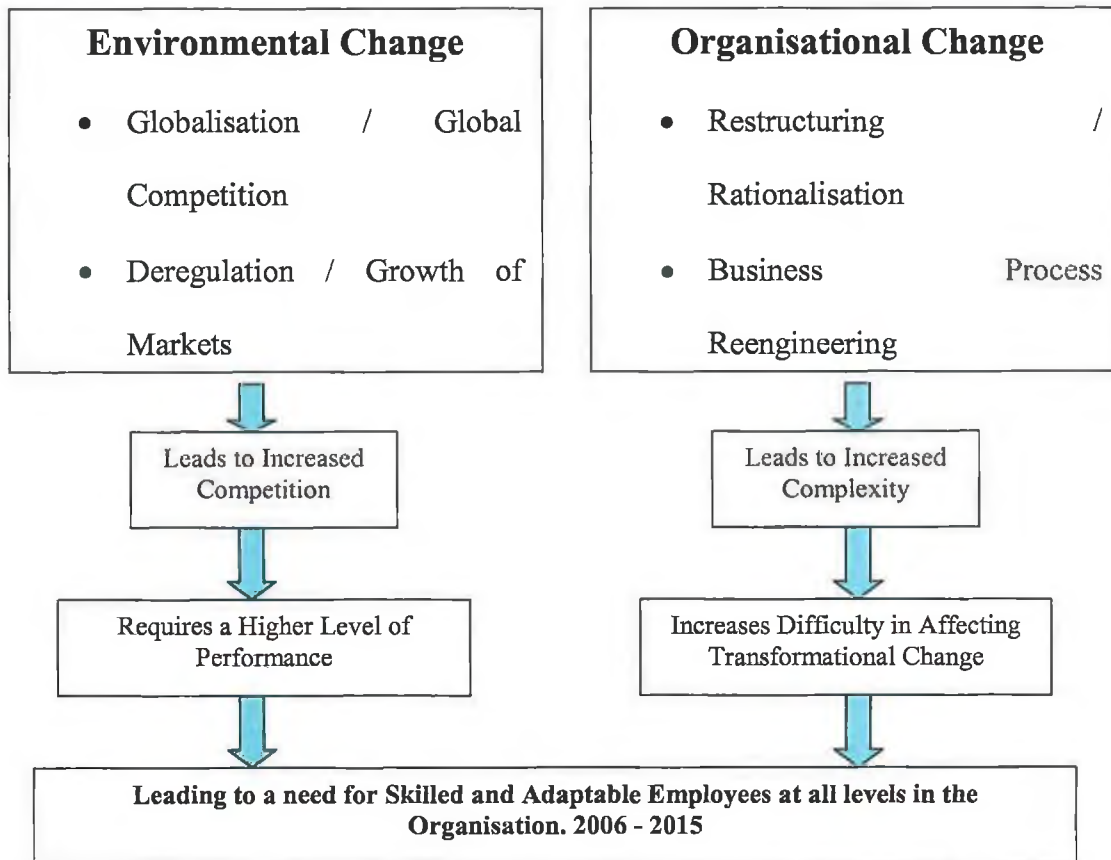 Environmental Change
• Globalisation / Global
Competition
• Deregulation / Growth of
Markets
Organisational Change
• Restructuring /
Rationalisation
• Business Process
Reengineering
Leads to Increased
Competition
Leads to Increased
Complexity
Requires a Higher Level of
Performance
Increases Difficulty in Affecting
Transformational Change
Leading to a need for Skilled and Adaptable Employees at all levels in the
Organisation. 2006 - 2015